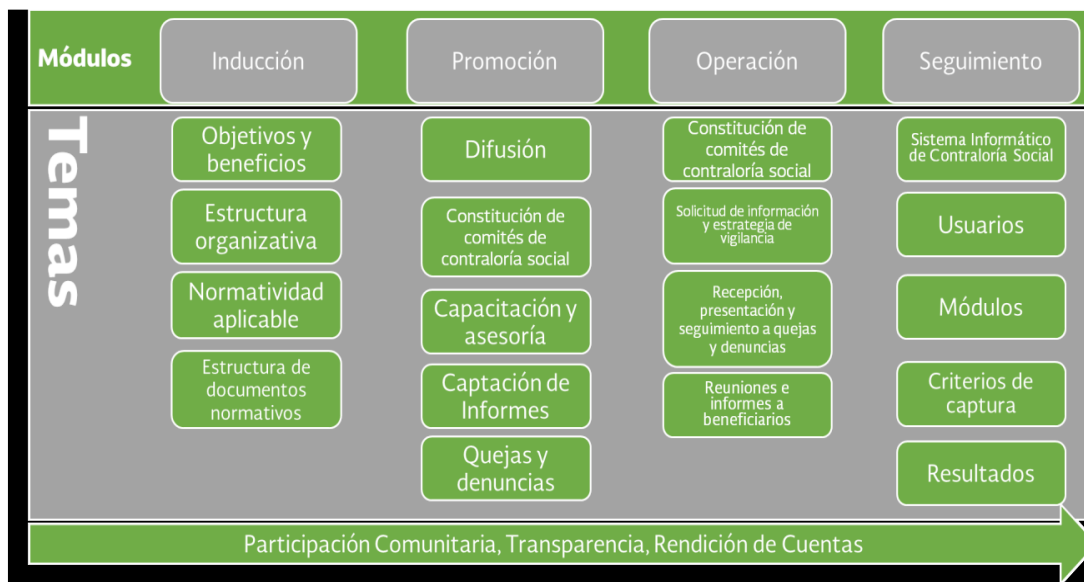 Módulos
Inducción
Promoción
Operación
Seguimiento
Temas
Objetivos y
beneficios
Estructura
organizativa
Normatividad
aplicable
Estructura de
documentos
normativos
Difusión
Constitución de
comités de
contraloría social
Capacitación y
asesoría
Captación de
Informes
Quejas y
denuncias
Constitución de
comités de
contraloría social
Solicitud de información
y estrategia de
vigilancia
Recepción,
presentación y
seguimiento a quejas
y denuncias
Reuniones e
informes a
beneficiarios
Sistema Informático
de Contraloría Social
Usuarios
Módulos
Criterios de
captura
Resultados
Participación Comunitaria, Transparencia, Rendición de Cuentas